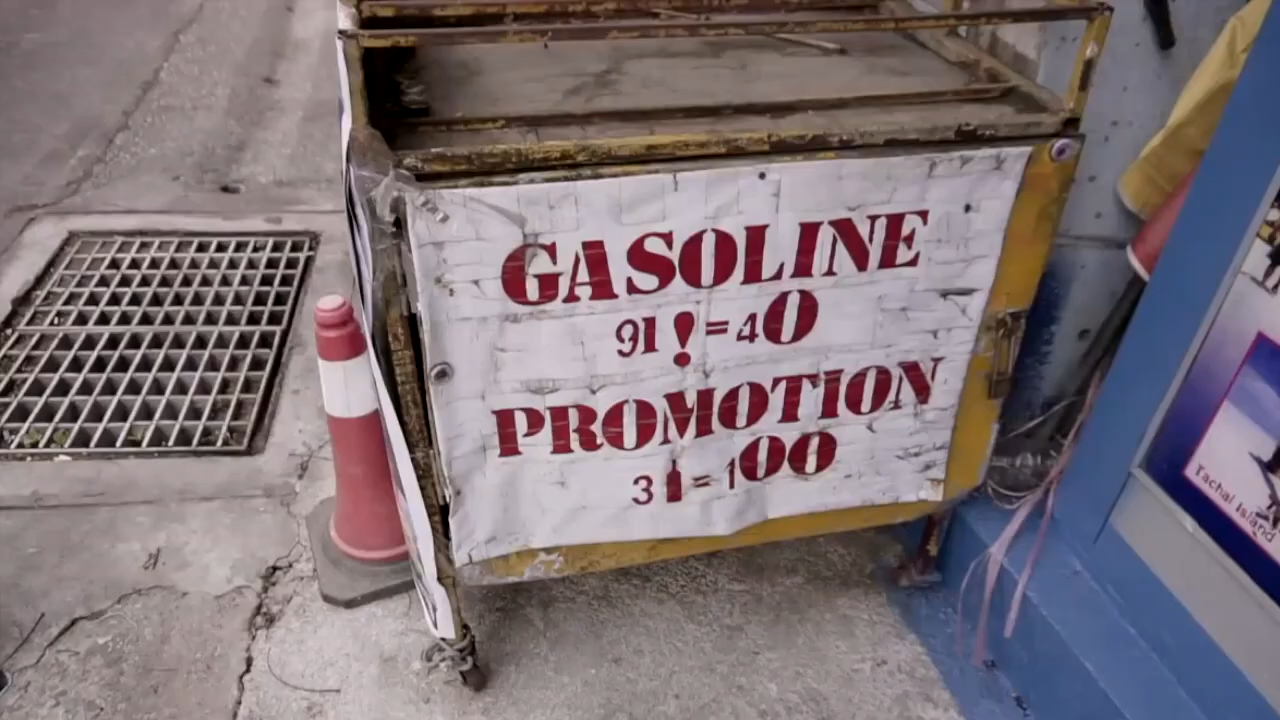 GASOLINE
91 ! = 40
PROMOTION
3 = 100
Tachai Island